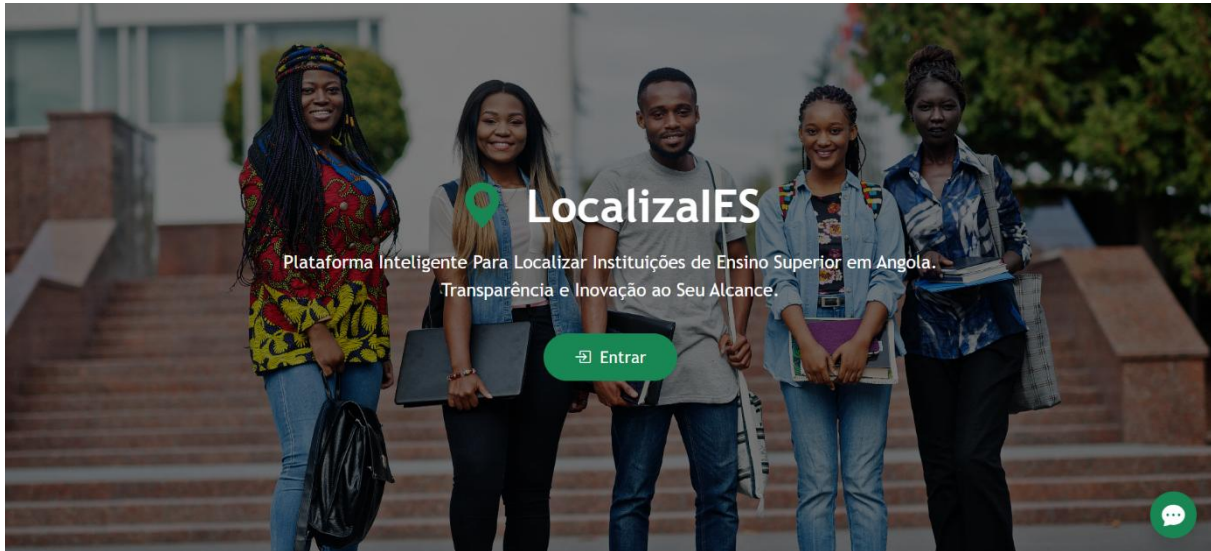 LocalizaIES
Plataforma Inteligente Para Localizar Instituições de Ensino Superior em Angola.
Transparência e Inovação ao Seu Alcance.
Entrar